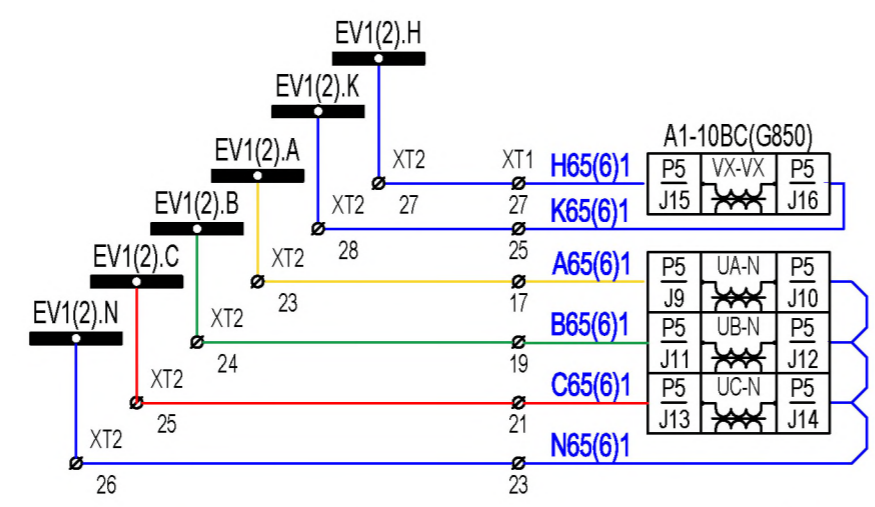 EV1(2).H
EV1(2).K
A1-10BC(G850)
EV1(2).A
XT2
XT1
H65(6)1
P5
VX-VX
P5
J15
J16
27
27
EV1(2).B
XT2
K65(6)1
28
25
EV1(2).C
XT2
A65(6)1
P5
UA-N
P5
J9
J10
23
17
EV1(2).N
XT2
B65(6)1
P5
UB-N
P5
J11
J12
24
19
XT2
C65(6)1
P5
UC-N
P5
J13
J14
25
21
XT2
N65(6)1
26
23